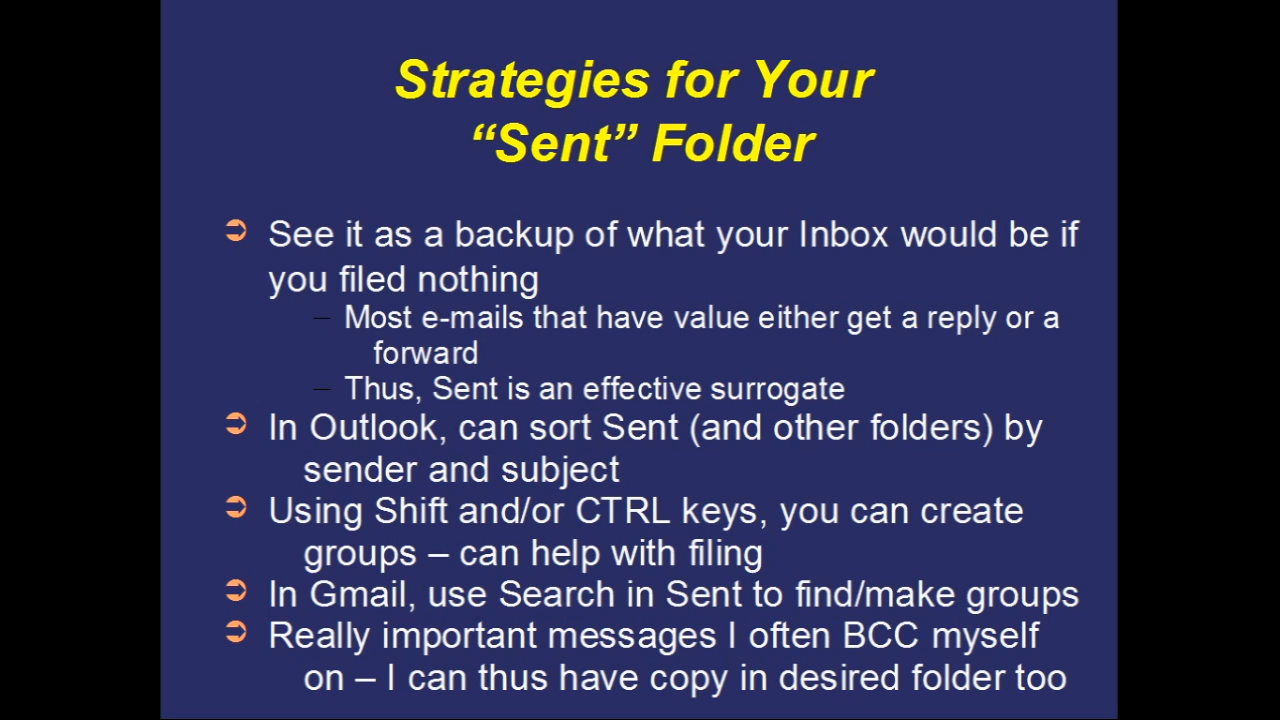 Strategies for Your
“Sent” Folder
➲ See it as a backup of what your Inbox would be if
you filed nothing
– Most e-mails that have value either get a reply or a
forward
– Thus, Sent is an effective surrogate
➲ In Outlook, can sort Sent (and other folders) by
sender and subject
➲ Using Shift and/or CTRL keys, you can create
groups – can help with filing
➲ In Gmail, use Search in Sent to find/make groups
➲ Really important messages I often BCC myself
on – I can thus have copy in desired folder too